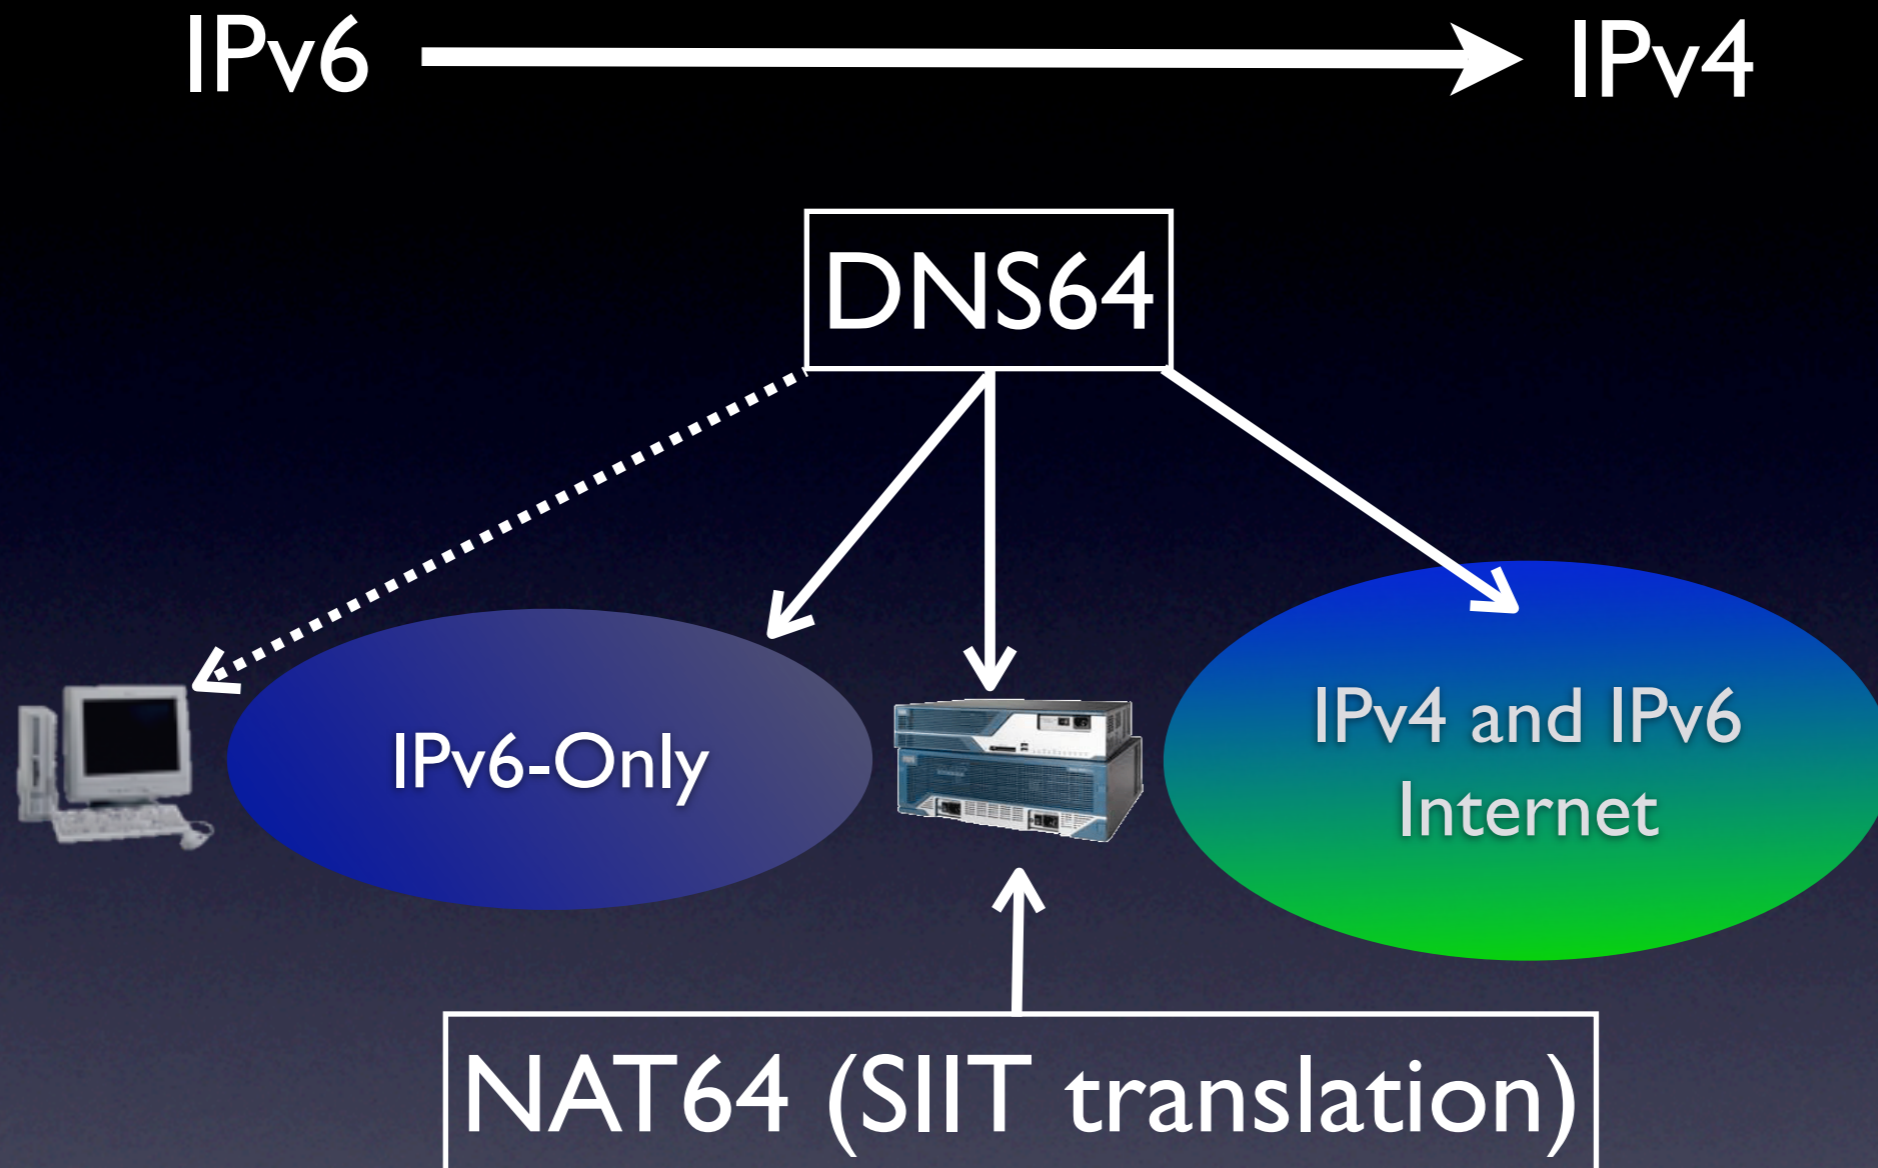 IPv6 IPv4
DNS64
IPv6-Only
IPv4 and IPv6
Internet
NAT64 (SIIT translation)